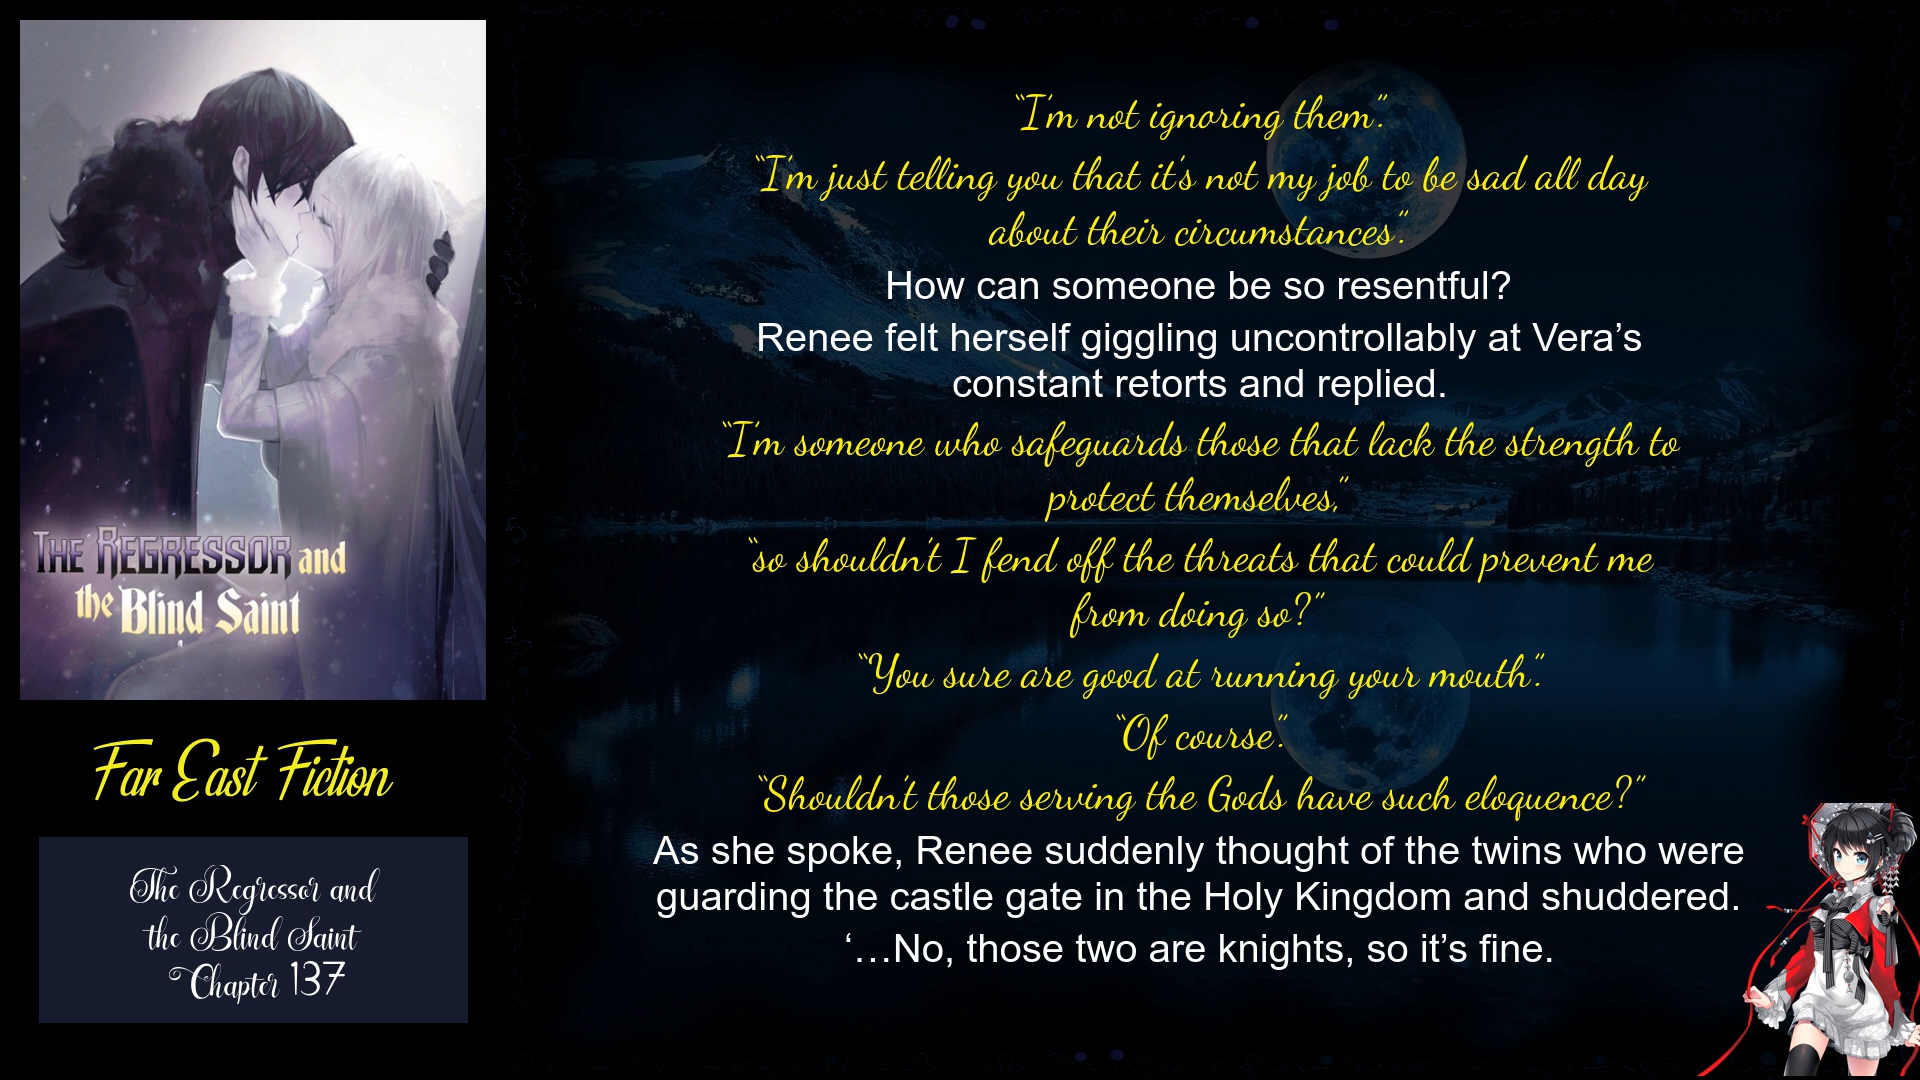 THE REGRESSOR and
the Blind Saint
Far East Fiction
The Regressor and
the Blind Saint
Chapter 137
“I’m not ignoring them”.
“I’m just telling you that it’s not my job to be sad all day
about their circumstances”.
How can someone be so resentful?
Renee felt herself giggling uncontrollably at Vera’s
constant retorts and replied.
“I’m someone who safeguards those that lack the strength to
protect themselves,”
“so shouldn’t I fend off the threats that could prevent me
from doing so?”
“You sure are good at running your mouth”.
“Of course”.
“Shouldn’t those serving the Gods have such eloquence?”
As she spoke, Renee suddenly thought of the twins who were
guarding the castle gate in the Holy Kingdom and shuddered.
‘…No, those two are knights, so it’s fine.